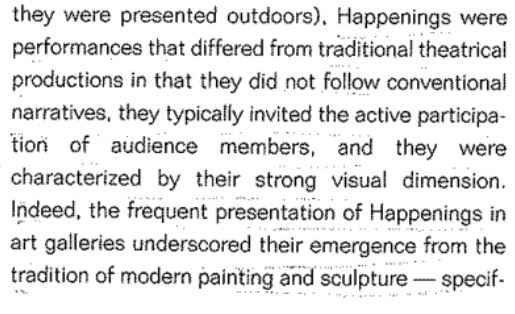 they were presented outdoors), Happenings were
performances that differed from traditional theatrical
productions in that they did not follow conventional
narratives, they typically invited the active participa-
tion of audience members, and they were
characterized by their strong visual dimension.
Indeed, the frequent presentation of Happenings in
art galleries underscored their emergence from the
tradition of modern painting and sculpture — specif-